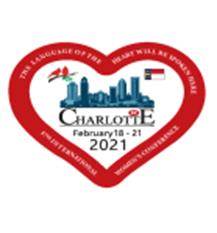 THE LANGUAGE OF THE
HEART WILL BE SPOKEN HERE
CHARLOTTE
February 18 - 21
2021
INTERNATIONAL
WOMEN'S CONFERENCE